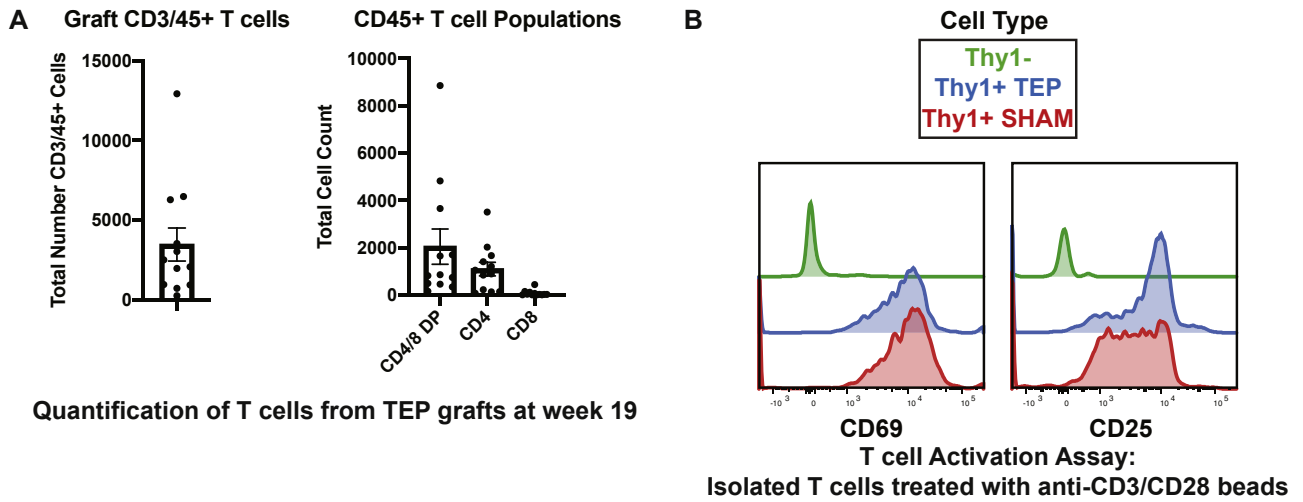 A
Graft CD3/45+ T cells
Total Number CD3/45+ Cells
15000
10000
5000
0
CD45+ T cell Populations
Total Cell Count
10000
8000
6000
4000
2000
0
CD4/8 DP
CD4
CD8
Quantification of T cells from TEP grafts at week 19
B
Cell Type
Thy1-
Thy1+ TEP
Thy1+ SHAM
-10 3 0 10 3 10 4 10 5
CD69
-10 3 0 10 3 10 4 10 5
CD25
T cell Activation Assay:
Isolated T cells treated with anti-CD3/CD28 beads